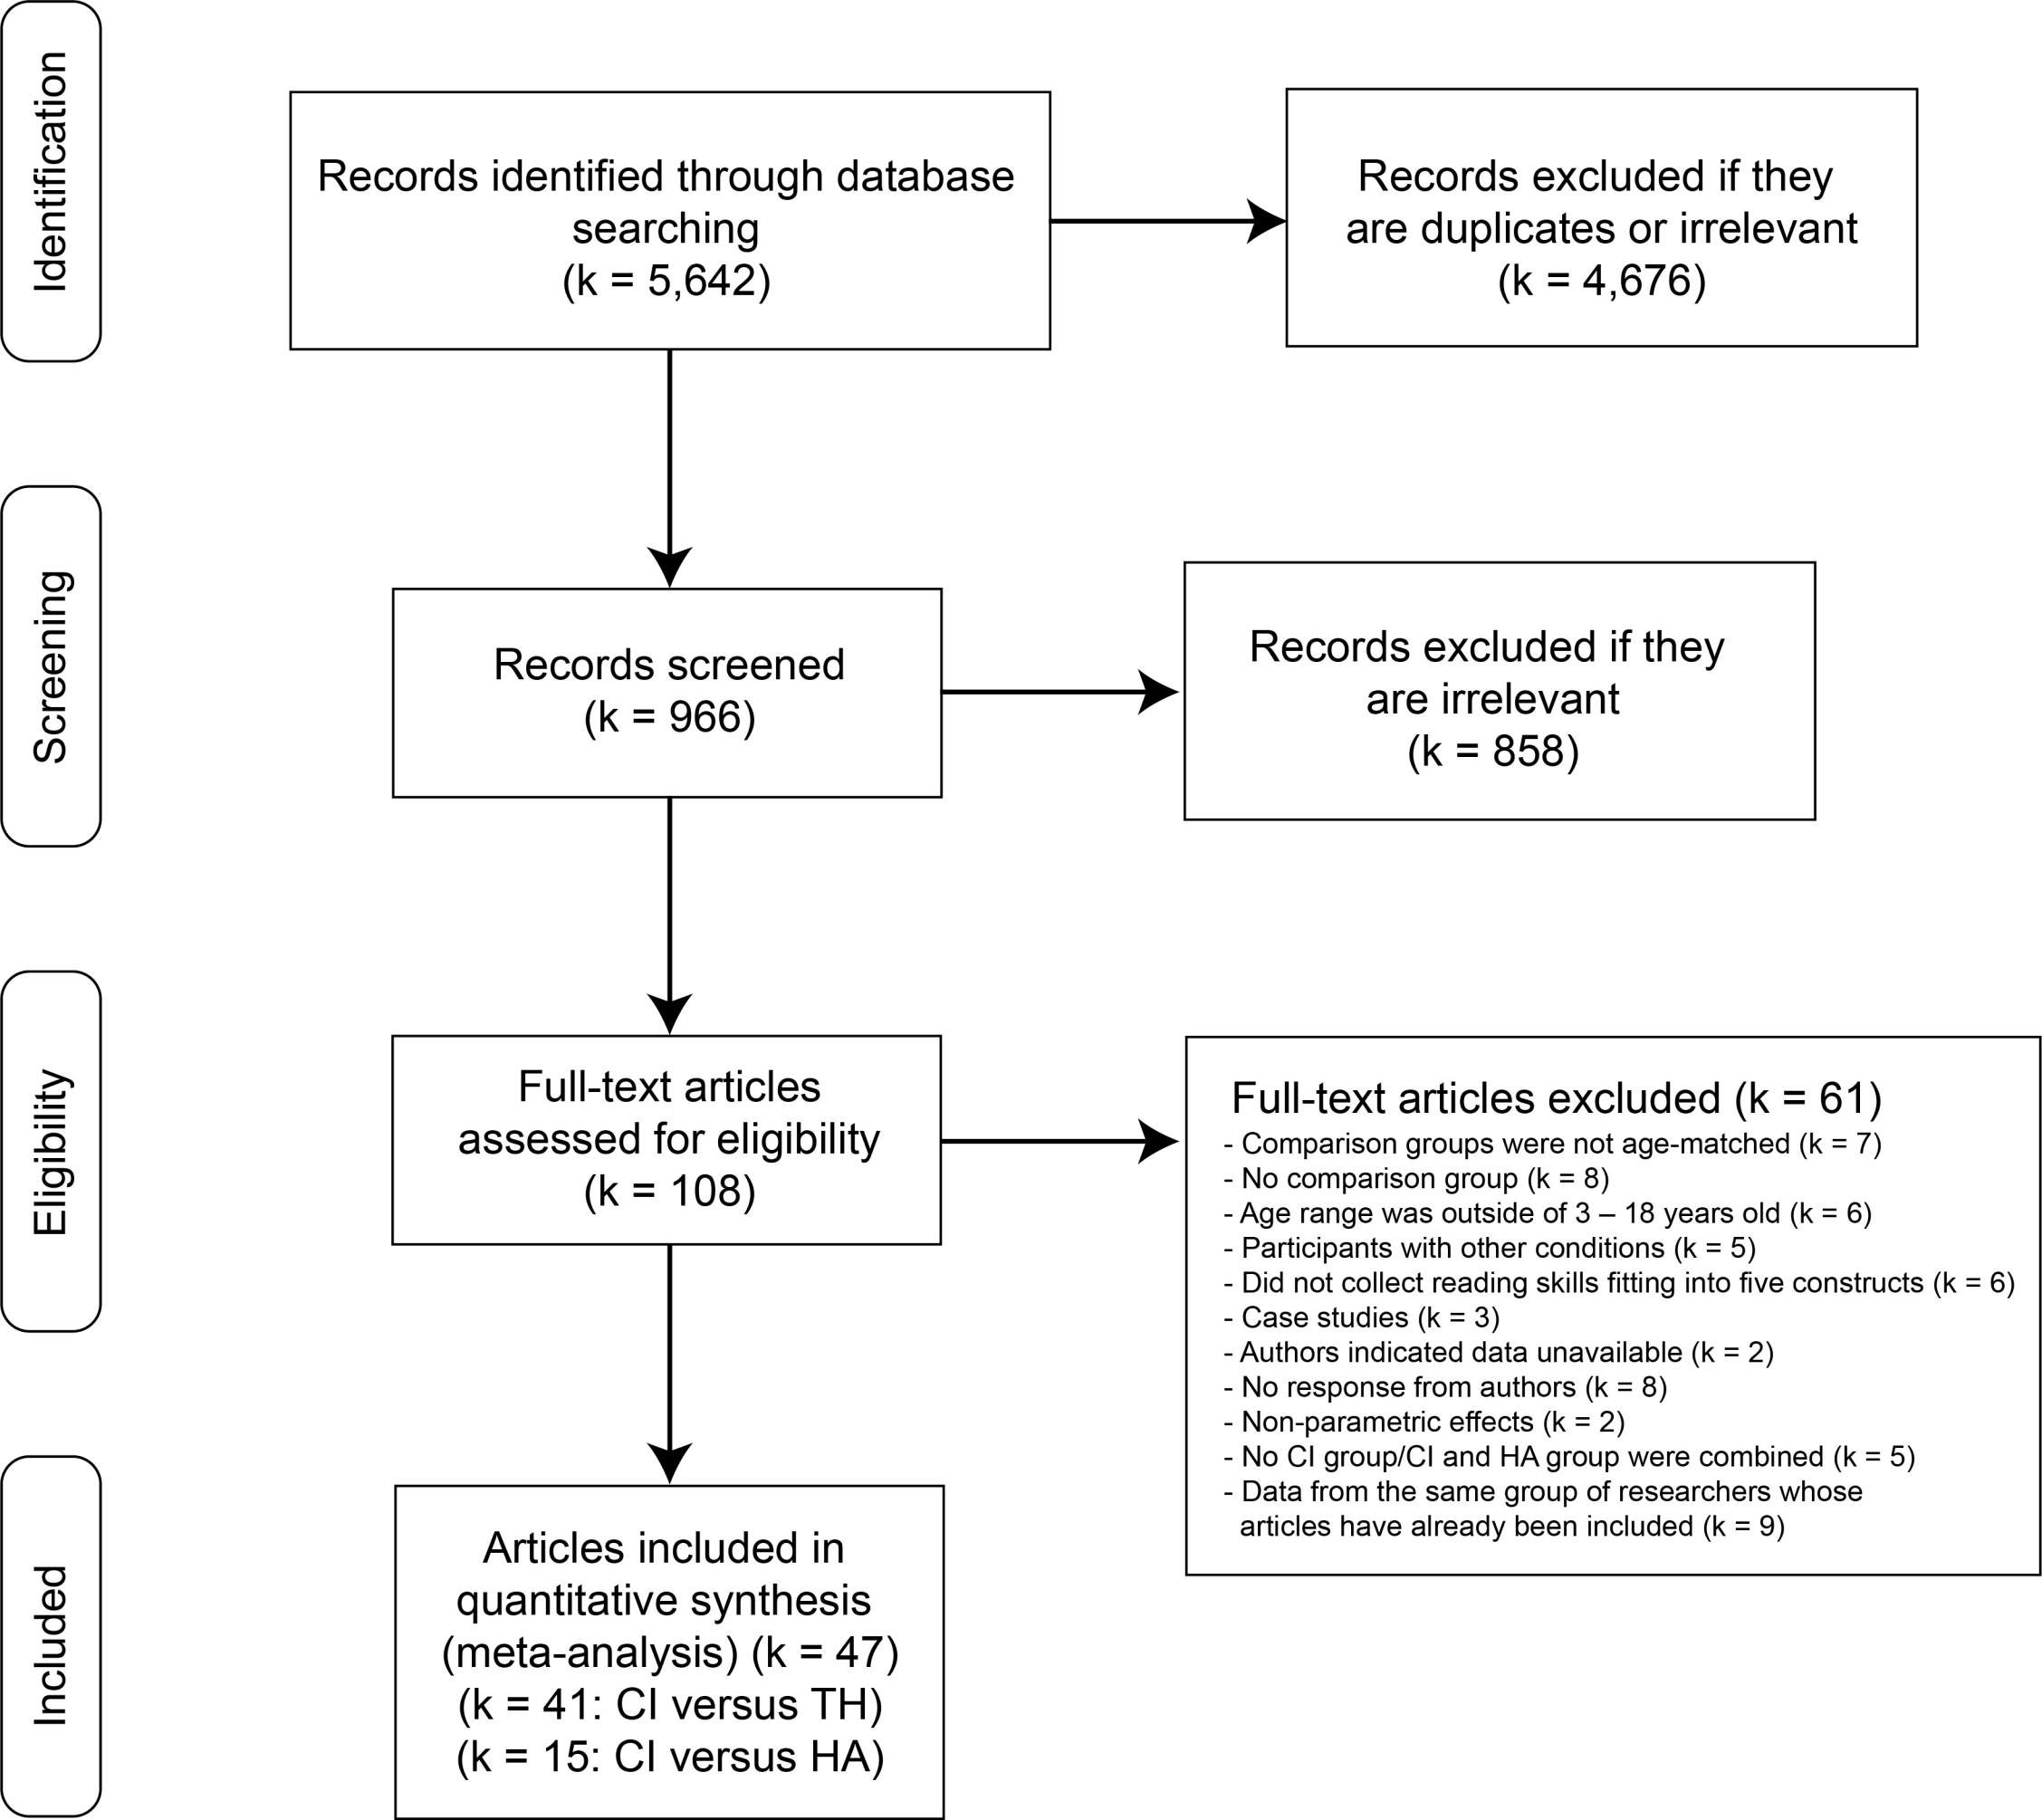 Identification
Records identified through database
searching
(k = 5,642)
Records excluded if they
are duplicates or irrelevant
(k = 4,676)
Screening
Records screened
(k = 966)
Records excluded if they
are irrelevant
(k = 858)
Eligibility
Full-text articles
assessed for eligibility
(k = 108)
Full-text articles excluded (k = 61)
- Comparison groups were not age-matched (k = 7)
- No comparison group (k = 8)
- Age range was outside of 3 – 18 years old (k = 6)
- Participants with other conditions (k = 5)
- Did not collect reading skills fitting into five constructs (k = 6)
- Case studies (k = 3)
- Authors indicated data unavailable (k = 2)
- No response from authors (k = 8)
- Non-parametric effects (k = 2)
- No CI group/CI and HA group were combined (k = 5)
- Data from the same group of researchers whose
articles have already been included (k = 9)
Included
Articles included in
quantitative synthesis
(meta-analysis) (k = 47)
(k = 41: CI versus TH)
(k = 15: CI versus HA)